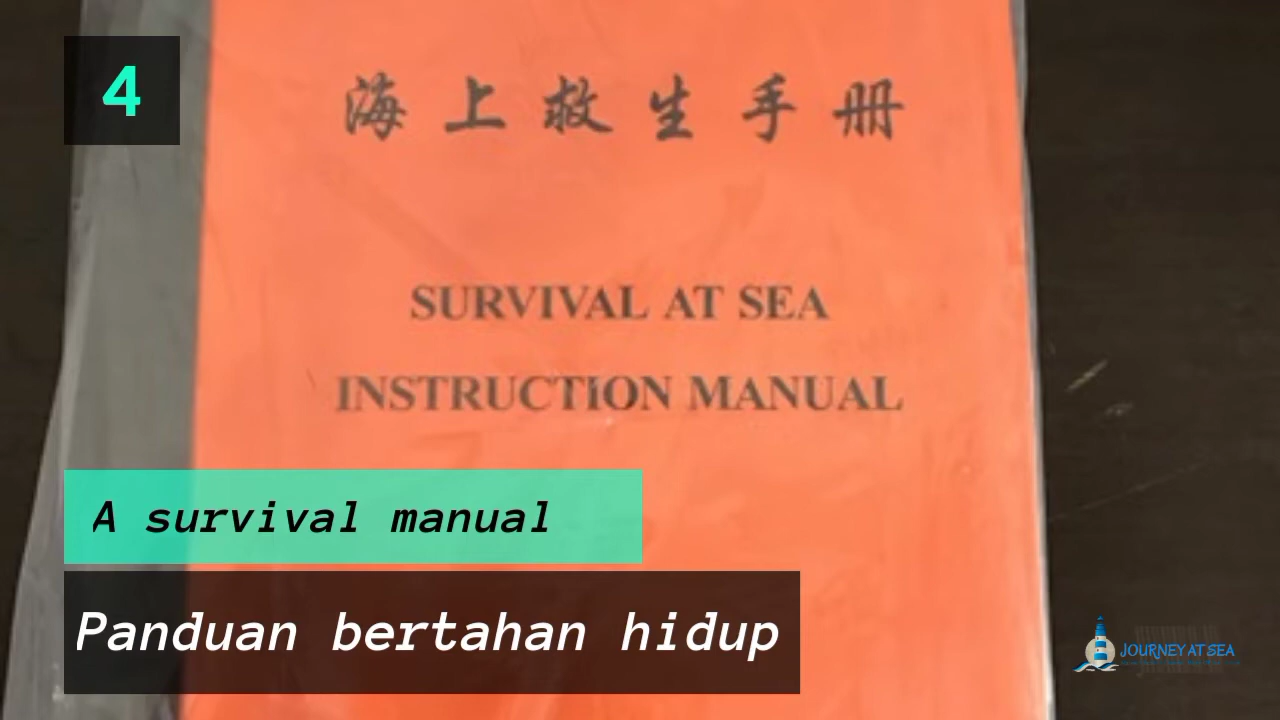 4
海上救生手册
SURVIVAL AT SEA
INSTRUCTION MANUAL
A survival manual
Panduan bertahan hidup
JOURNEY AT SEA